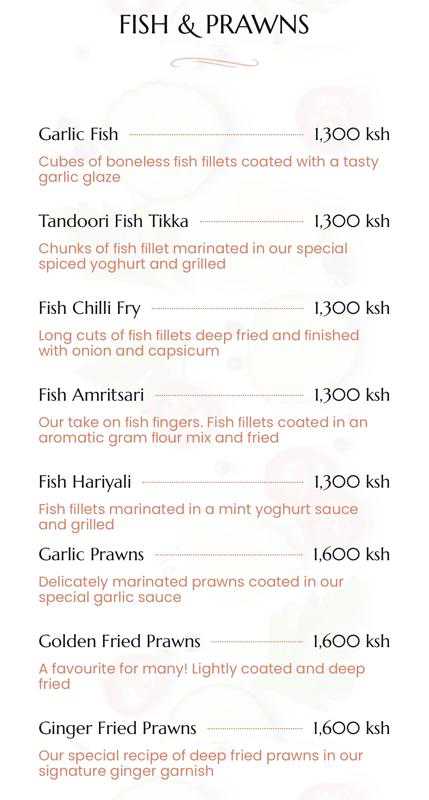 FISH & PRAWNS
Garlic Fish 1,300 ksh
Cubes of boneless fish fillets coated with a tasty
garlic glaze
Tandoori Fish Tikka 1,300 ksh
Chunks of fish fillet marinated in our special
spiced yoghurt and grilled
Fish Chilli Fry 1,300 ksh
Long cuts of fish fillets deep fried and finished
with onion and capsicum
Fish Amritsari 1,300 ksh
Our take on fish fingers. Fish fillets coated in an
aromatic gram flour mix and fried
Fish Hariyali 1,300 ksh
Fish fillets marinated in a mint yoghurt sauce
and grilled
Garlic Prawns 1,600 ksh
Delicately marinated prawns coated in our
special garlic sauce
Golden Fried Prawns 1,600 ksh
A favourite for many! Lightly coated and deep
fried
Ginger Fried Prawns 1,600 ksh
Our special recipe of deep fried prawns in our
signature ginger garnish